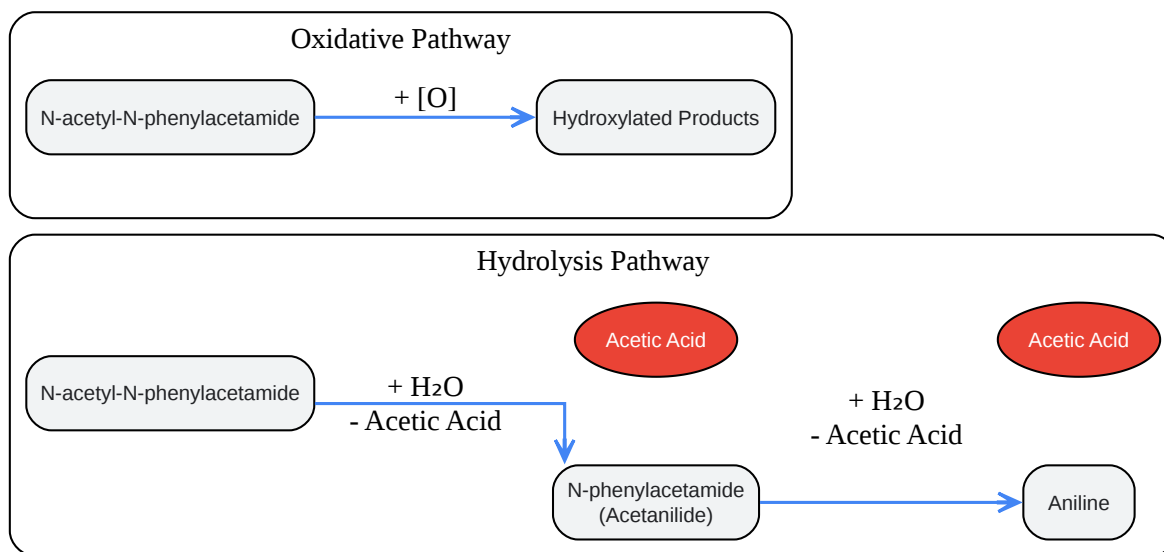 Oxidative Pathway
N-acetyl-N-phenylacetamide
+ [O]
Hydroxylated Products
Hydrolysis Pathway
Acetic Acid
Acetic Acid
N-acetyl-N-phenylacetamide
+ H₂O
- Acetic Acid
+ H₂O
- Acetic Acid
N-phenylacetamide
(Acetanilide)
Aniline